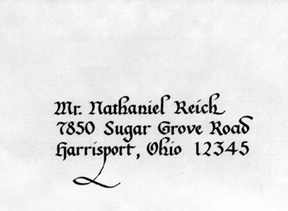 Mr. Nathaniel Reich
7850 Sugar Grove Road
Harrisport, Ohio 12345